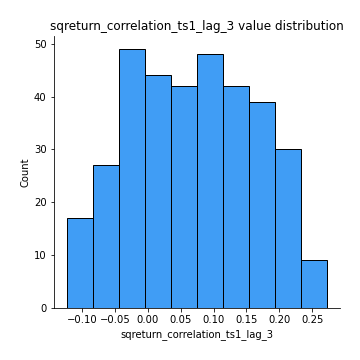 sqreturn_correlation_ts1_lag_3 value distribution
50
40
30
20
10
0
Count
−0.10 −0.05 0.00 0.05 0.10 0.15 0.20 0.25
sqreturn_correlation_ts1_lag_3